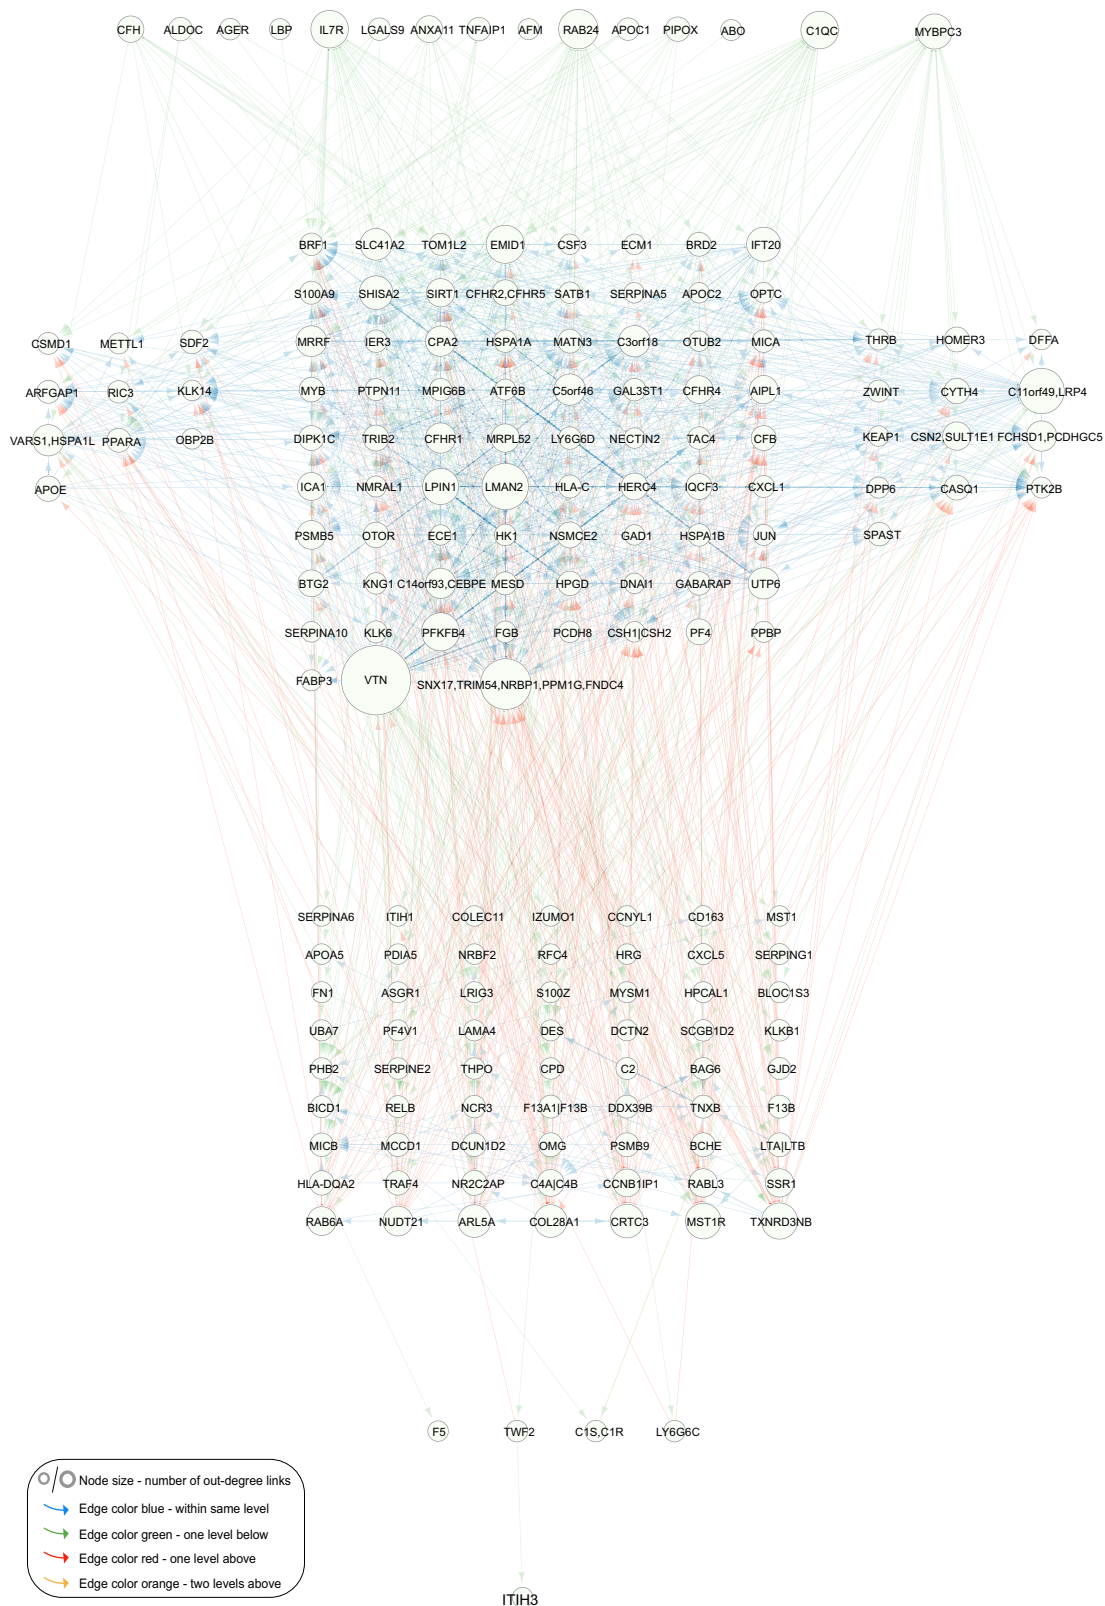 CFH ALDOC AGER LBP IL7R LGALS9 ANXA11 TNFAIP1 AFM RAB24 APOC1 PIPOX ABO C1QC MYBPC3
BRF1 SLC41A2 TOM1L2 EMID1 CSF3 ECM1 BRD2 IFT20
S100A9 SHISA2 SIRT1 CFHR2,CFHR5 SATB1 SERPINA5 APOC2 OPTC
CSMD1 METTL1 SDF2 MRRF IER3 CPA2 HSPA1A MATN3 C3orf18 OTUB2 MICA THRB HOMER3 DFFA
ARFGAP1 RIC3 KLK14 MYB PTPN11 MPIG6B ATF6B C5orf46 GAL3ST1 CFHR4 AIPL1 ZWINT CYTH4 C11orf49,LRP4
VARS1,HSPA1L PPARA OBP2B DIPK1C TRIB2 CFHR1 MRPL52 LY6G6D NECTIN2 TAC4 CFB KEAP1 CSN2,SULT1E1 FCHSD1,PCDHGC5
APOE ICA1 NMRAL1 LPIN1 LMAN2 HLA-C HERC4 IQCF3 CXCL1 DPP6 CASQ1 PTK2B
PSMB5 OTOR ECE1 HK1 NSMCE2 GAD1 HSPA1B JUN SPAST
BTG2 KNG1 C14orf93,CEBPE MESD HPGD DNAI1 GABARAP UTP6
SERPINA10 KLK6 PFKFB4 FGB PCDH8 CSH1|CSH2 PF4 PPBP
FABP3 VTN SNX17,TRIM54,NRBP1,PPM1G,FNDC4
SERPINA6 ITIH1 COLEC11 IZUMO1 CCNYL1 CD163 MST1
APOA5 PDIA5 NRBF2 RFC4 HRG CXCL5 SERPING1
FN1 ASGR1 LRIG3 S100Z MYSM1 HPCAL1 BLOC1S3
UBA7 PF4V1 LAMA4 DES DCTN2 SCGB1D2 KLKB1
PHB2 SERPINE2 THPO CPD C2 BAG6 GJD2
BICD1 RELB NCR3 F13A1|F13B DDX39B TNXB F13B
MICB MCCD1 DCUN1D2 OMG PSMB9 BCHE LTA|LTB
HLA-DQA2 TRAF4 NR2C2AP C4A|C4B CCNB1IP1 RABL3 SSR1
RAB6A NUDT21 ARL5A COL28A1 CRTC3 MST1R TXNRD3NB
F5 TWF2 C1S,C1R LY6G6C
Node size - number of out-degree links
Edge color blue - within same level
Edge color green - one level below
Edge color red - one level above
Edge color orange - two levels above
ITIH3